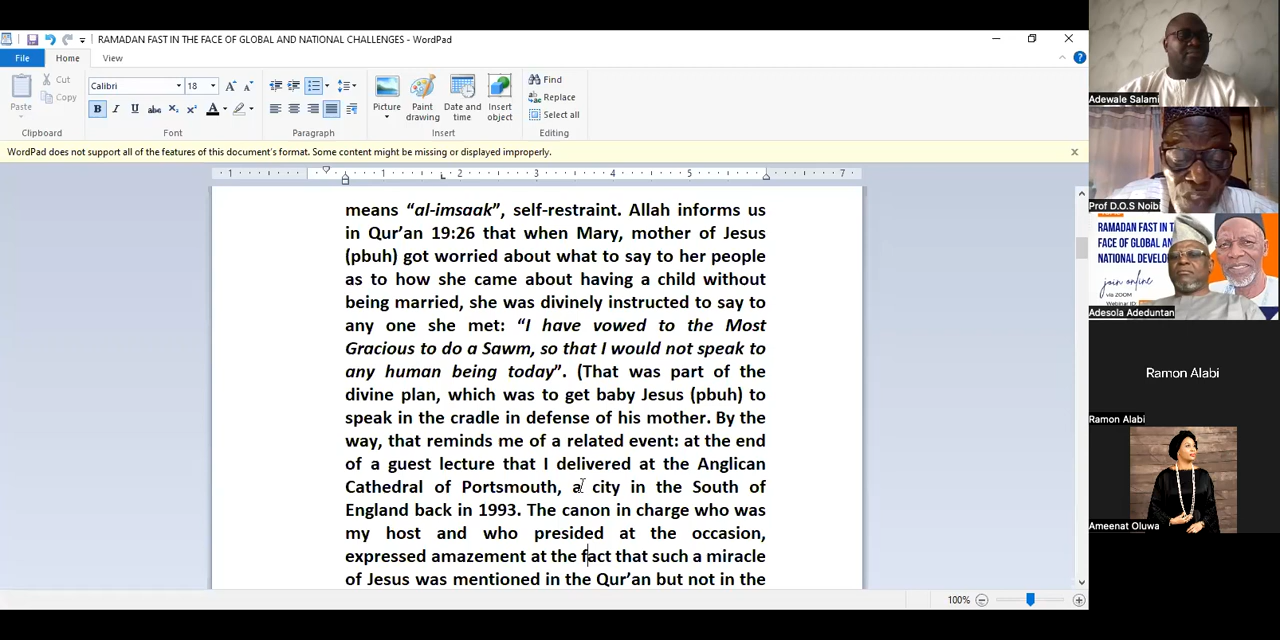 RAMADAN FAST IN THE FACE OF GLOBAL AND NATIONAL CHALLENGES - WordPad
File Home View
Paste
Cut
Copy
Clipboard
Calibri 18
Font
Paragraph
Picture
Paint drawing
Date and time
Insert object
Insert
Find
Replace
Select all
Editing
WordPad does not support all of the features of this document's format. Some content might be missing or displayed improperly.
1 1 2 3 4 5 7
means “al-imsaak”, self-restraint. Allah informs us
in Qur’an 19:26 that when Mary, mother of Jesus
(pbuh) got worried about what to say to her people
as to how she came about having a child without
being married, she was divinely instructed to say to
any one she met: “I have vowed to the Most
Gracious to do a Sawm, so that I would not speak to
any human being today”. (That was part of the
divine plan, which was to get baby Jesus (pbuh) to
speak in the cradle in defense of his mother. By the
way, that reminds me of a related event: at the end
of a guest lecture that I delivered at the Anglican
Cathedral of Portsmouth, a city in the South of
England back in 1993. The canon in charge who was
my host and who presided at the occasion,
expressed amazement at the fact that such a miracle
of Jesus was mentioned in the Qur’an but not in the
100%
Adewale Salami
Prof D.O.S Noibi
RAMADAN FAST IN T
FACE OF GLOBAL AND
NATIONAL DEVELO
join online
via ZOOM
Webinar ID
Adesola Adeduntan
Ramon Alabi
Ramon Alabi
Ameenat Oluwa